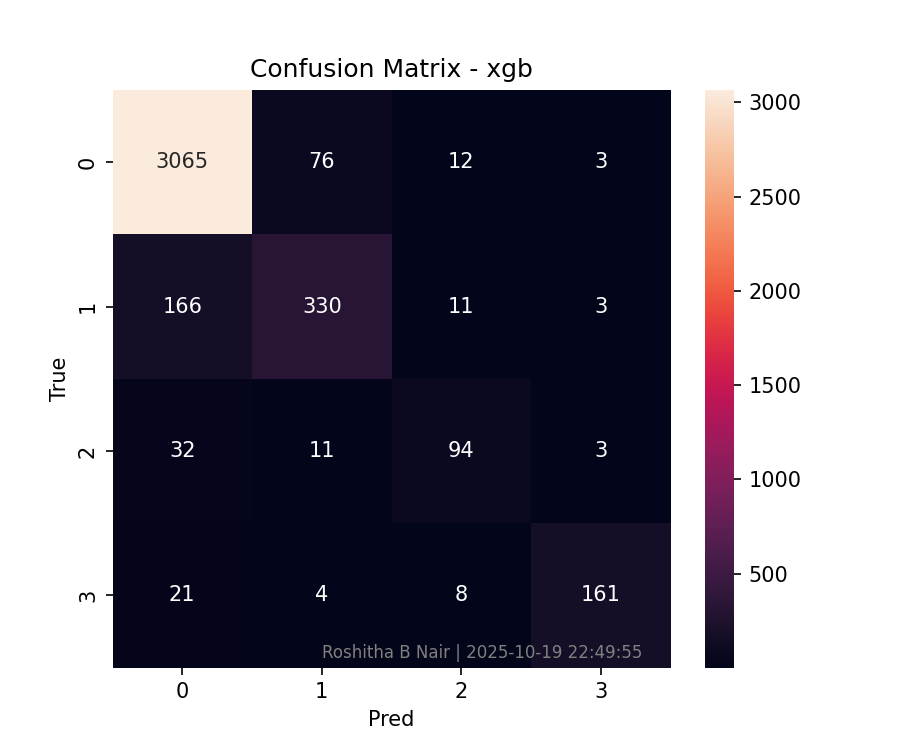 Confusion Matrix - xgb
3000
0 3065 76 12 3
2500
2000
1 166 330 11 3
True
1500
2 32 11 94 3
1000
500
3 21 4 8 161
Roshitha B Nair | 2025-10-19 22:49:55
0 1 2 3
Pred